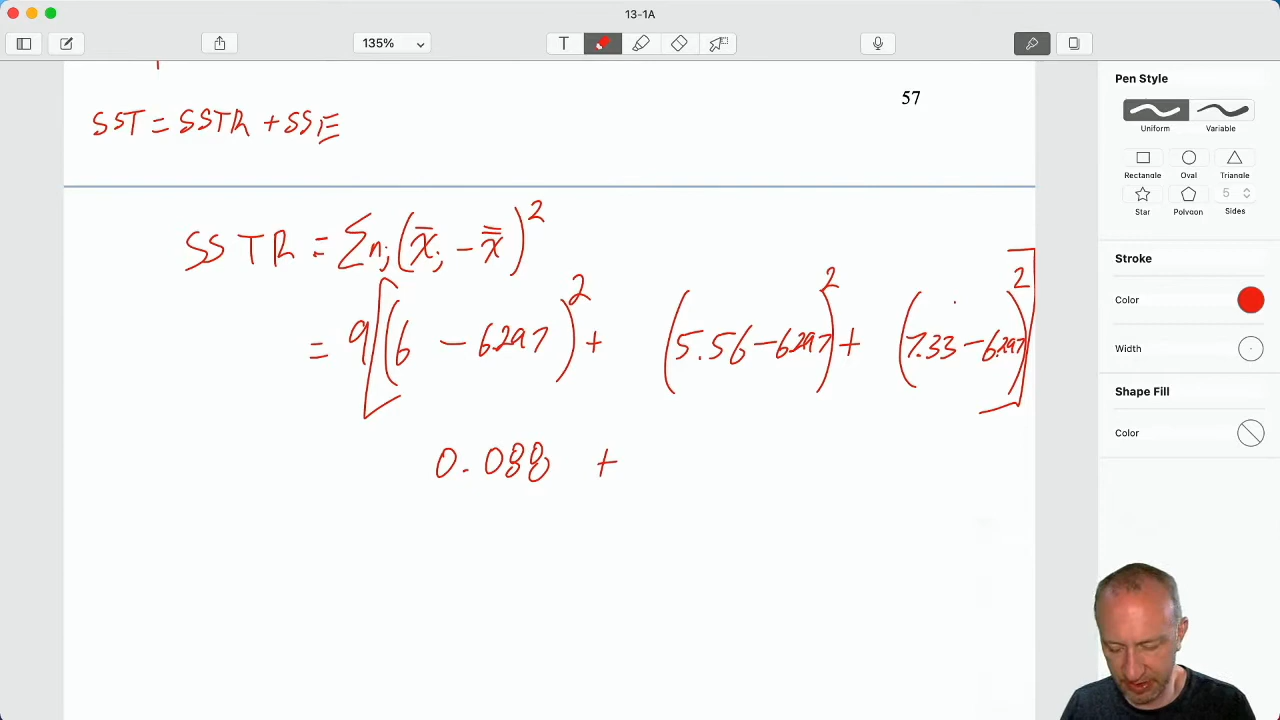 13-1A
135%
T
Pen Style
Uniform Variable
Rectangle Oval Triangle
Star Polygon Sides
5
Stroke
Color
Width
Shape Fill
Color
57
SST = SSTR + SSE
SSTR = Σnj(x̄j - x̿)²
= 9[(6 - 6.297)² + (5.56 - 6.297)² + (7.33 - 6.297)²]
0.088 +